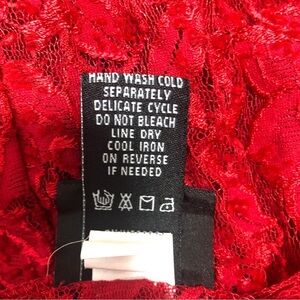 HAND WASH COLD
SEPARATELY
DELICATE CYCLE
DO NOT BLEACH
LINE DRY
COOL IRON
ON REVERSE
IF NEEDED